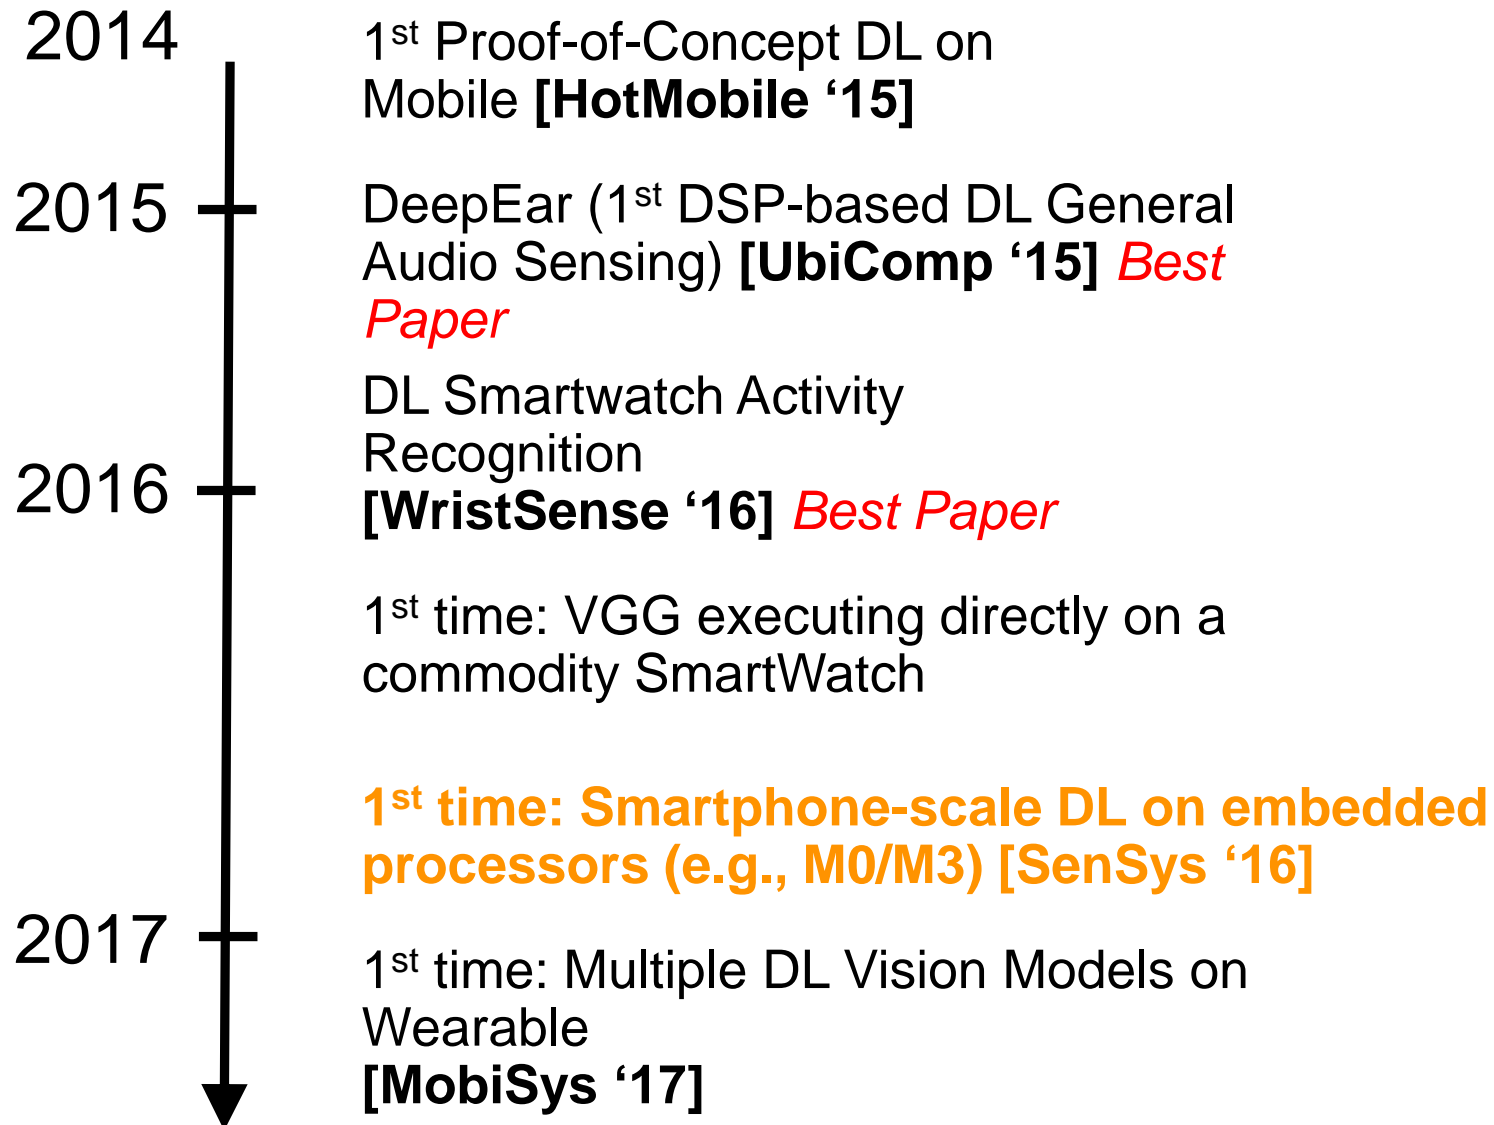 2014
1st Proof-of-Concept DL on
Mobile [HotMobile ‘15]
2015
DeepEar (1st DSP-based DL General
Audio Sensing) [UbiComp ‘15] Best
Paper
DL Smartwatch Activity
Recognition
2016
[WristSense ‘16] Best Paper
1st time: VGG executing directly on a
commodity SmartWatch
1st time: Smartphone-scale DL on embedded
processors (e.g., M0/M3) [SenSys ‘16]
2017
1st time: Multiple DL Vision Models on
Wearable
[MobiSys ‘17]